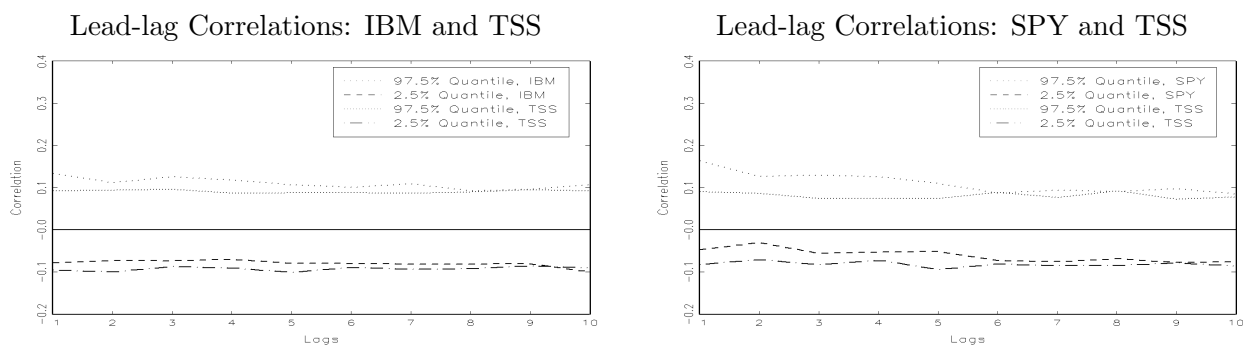 Lead-lag Correlations: IBM and TSS
97.5% Quantile, IBM
2.5% Quantile, IBM
97.5% Quantile, TSS
2.5% Quantile, TSS
Correlation
0.4
0.3
0.2
0.1
-0.0
-0.1
-0.2
1 2 3 4 5 6 7 8 9 10
Lags
Lead-lag Correlations: SPY and TSS
97.5% Quantile, SPY
2.5% Quantile, SPY
97.5% Quantile, TSS
2.5% Quantile, TSS
Correlation
0.4
0.3
0.2
0.1
-0.0
-0.1
-0.2
1 2 3 4 5 6 7 8 9 10
Lags